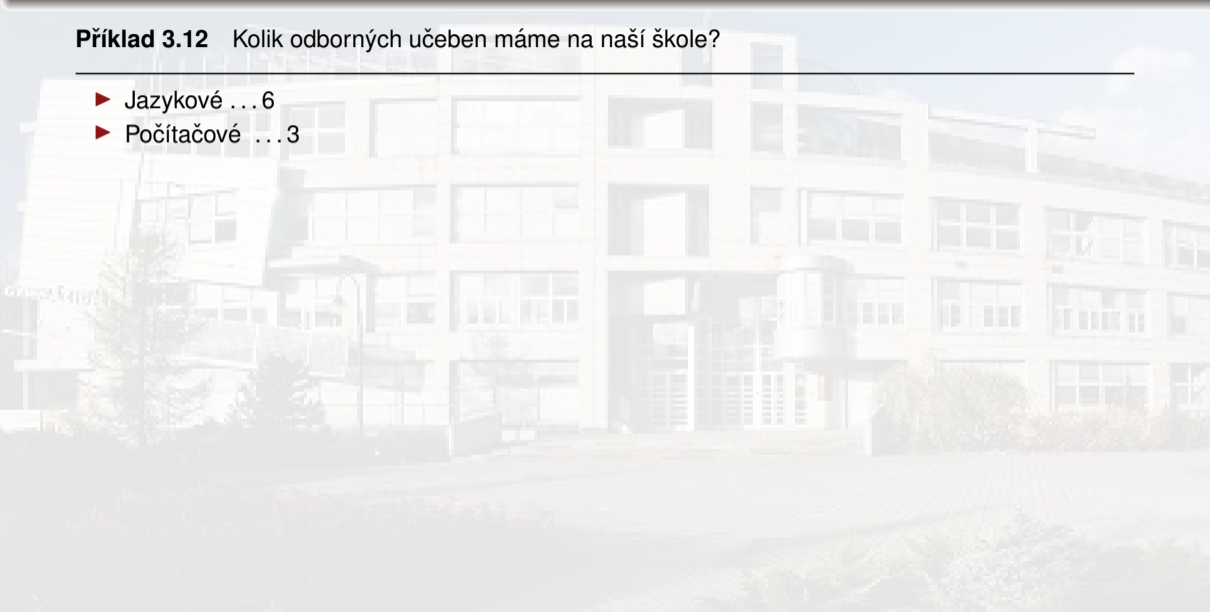 Příklad 3.12 Kolik odborných učeben máme na naší škole?
► Jazykové ...6
► Počítačové ...3